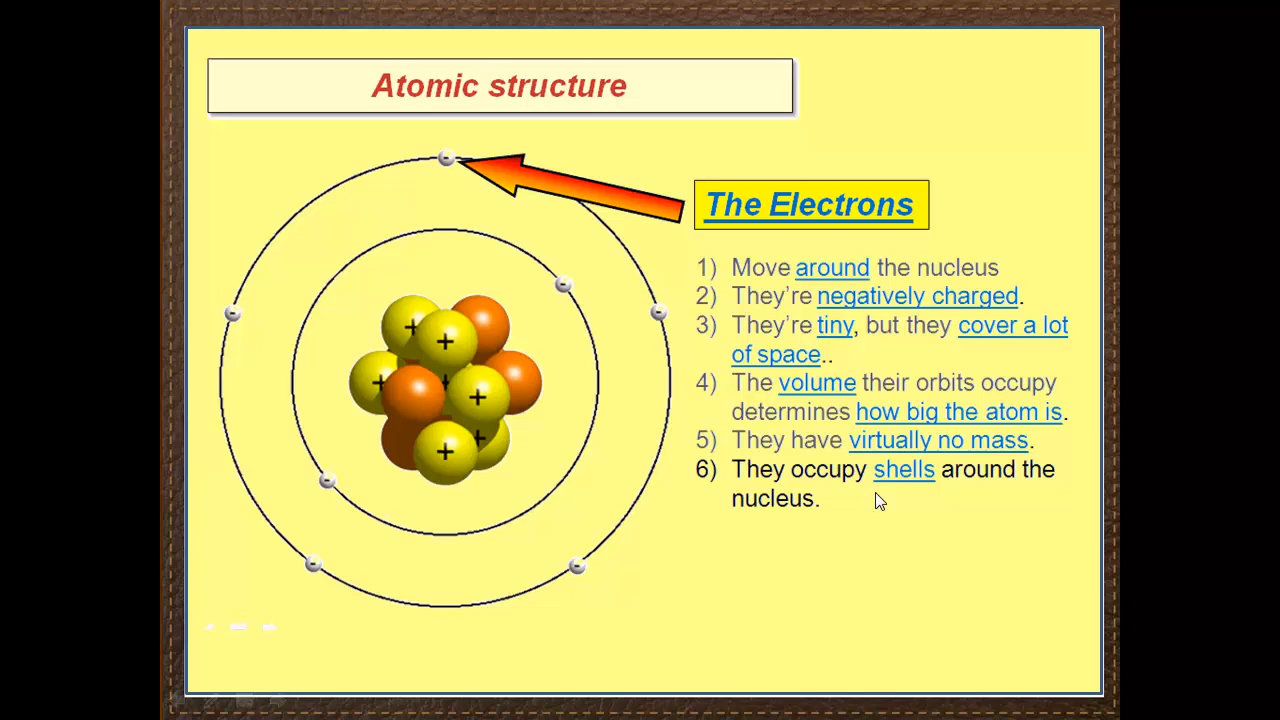 Atomic structure
The Electrons
1) Move around the nucleus
2) They're negatively charged.
3) They're tiny, but they cover a lot
of space..
4) The volume their orbits occupy
determines how big the atom is.
5) They have virtually no mass.
6) They occupy shells around the
nucleus.